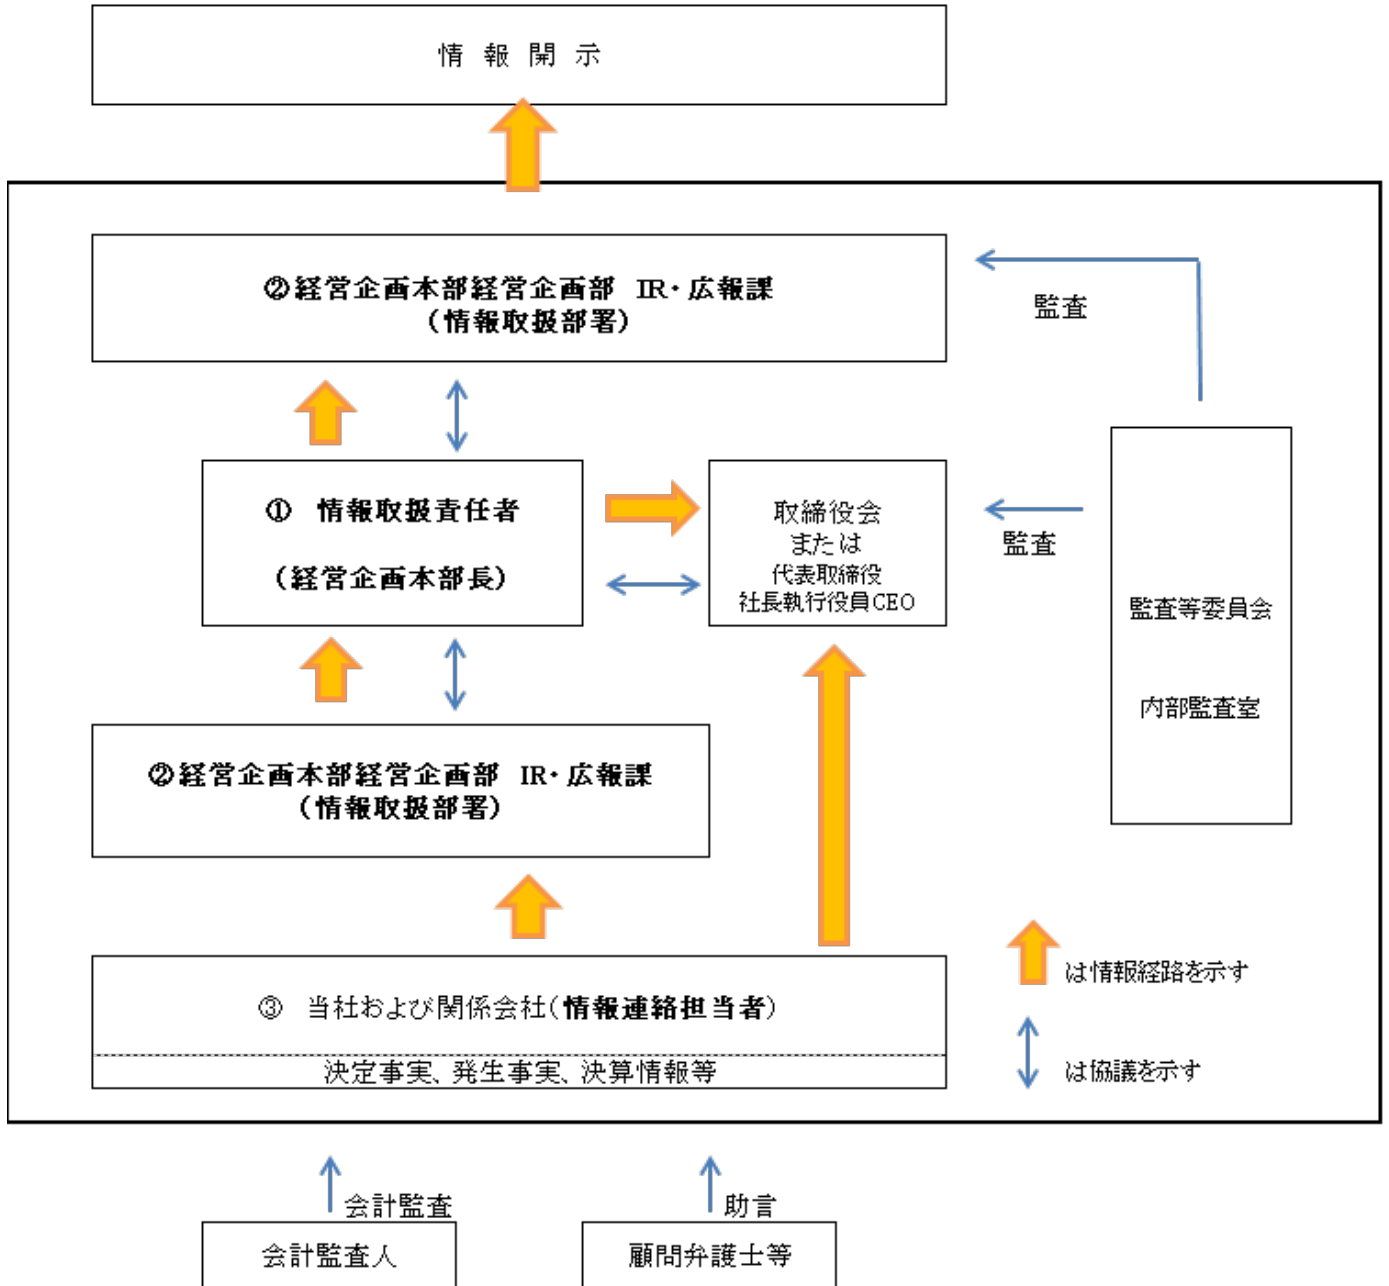 情 報 開 示
②経営企画本部経営企画部 IR・広報課
（情報取扱部署）
監査
① 情報取扱責任者
（経営企画本部長）
取締役会
または
代表取締役
社長執行役員CEO
監査
監査等委員会
内部監査室
②経営企画本部経営企画部 IR・広報課
（情報取扱部署）
③ 当社および関係会社（情報連絡担当者）
決定事実、発生事実、決算情報等
は情報経路を示す
は協議を示す
会計監査
助言
会計監査人
顧問弁護士等